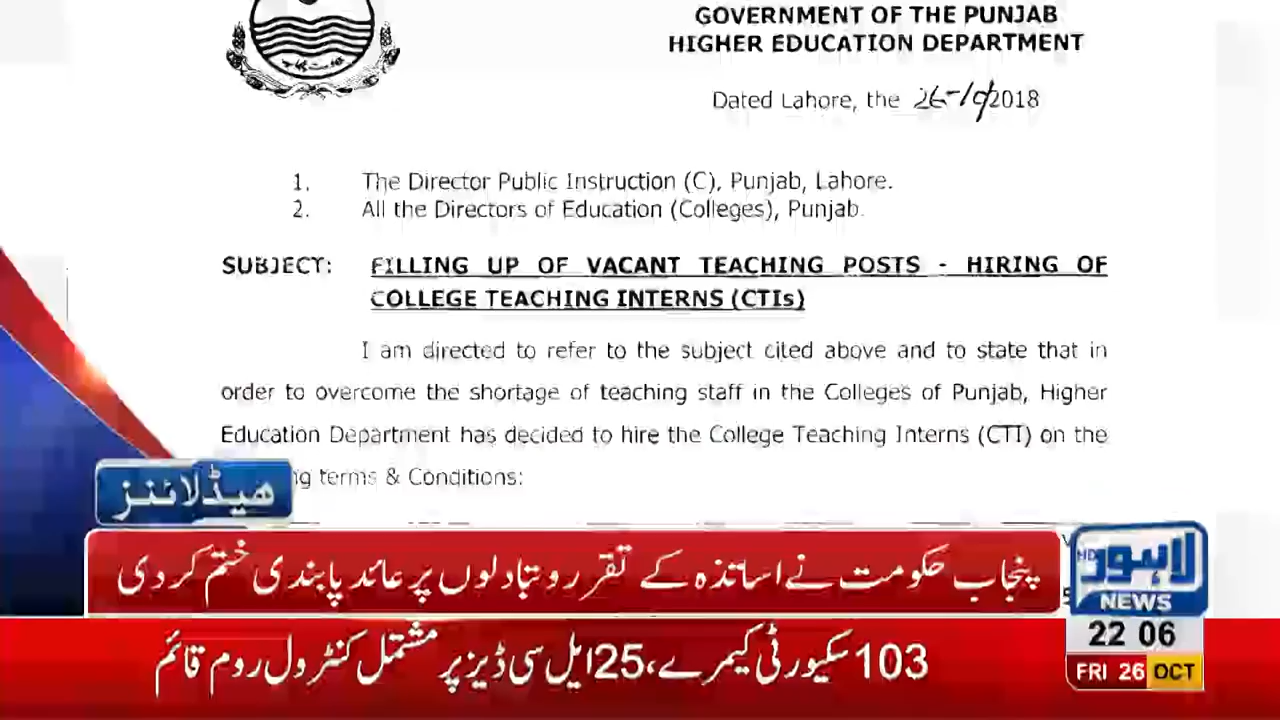 GOVERNMENT OF THE PUNJAB
HIGHER EDUCATION DEPARTMENT
Dated Lahore, the 26-10/2018
1. The Director Public Instruction (C), Punjab, Lahore.
2. All the Directors of Education (Colleges), Punjab.
SUBJECT: FILLING UP OF VACANT TEACHING POSTS - HIRING OF
COLLEGE TEACHING INTERNS (CTIs)
I am directed to refer to the subject cited above and to state that in
order to overcome the shortage of teaching staff in the Colleges of Punjab, Higher
Education Department has decided to hire the College Teaching Interns (CTI) on the
terms & Conditions:
ھیڈلائنز
پنجاب حکومت نے اساتذہ کے تقرر و تبادلوں پر عائد پابندی ختم کر دی
103 سکیورٹی کیمرے، 25 ایل سی ڈیز پر مشتمل کنٹرول روم قائم
لاہور HD
NEWS
22 06
FRI 26 OCT